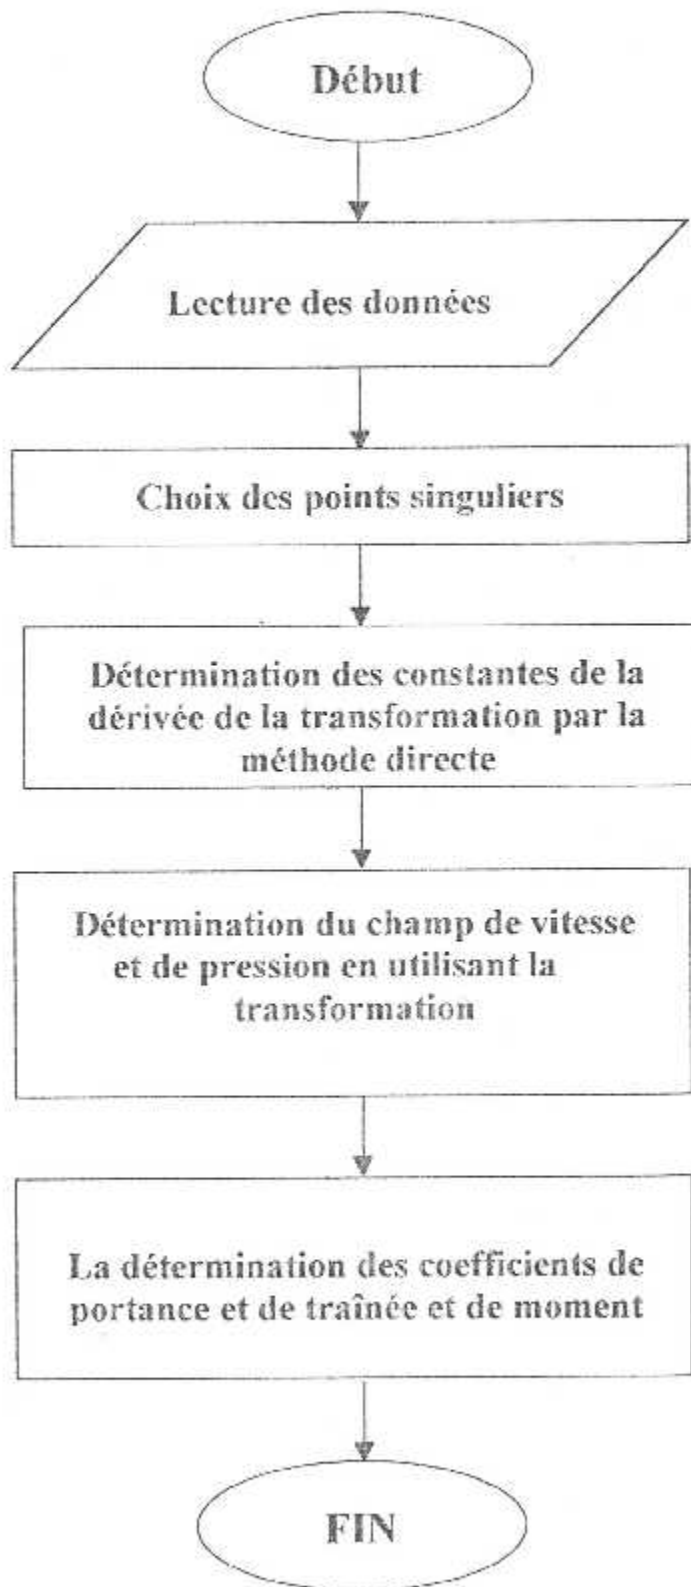 Début
Lecture des données
Choix des points singuliers
Détermination des constantes de la
dérivée de la transformation par la
méthode directe
Détermination du champ de vitesse
et de pression en utilisant la
transformation
La détermination des coefficients de
portance et de traînée et de moment
FIN